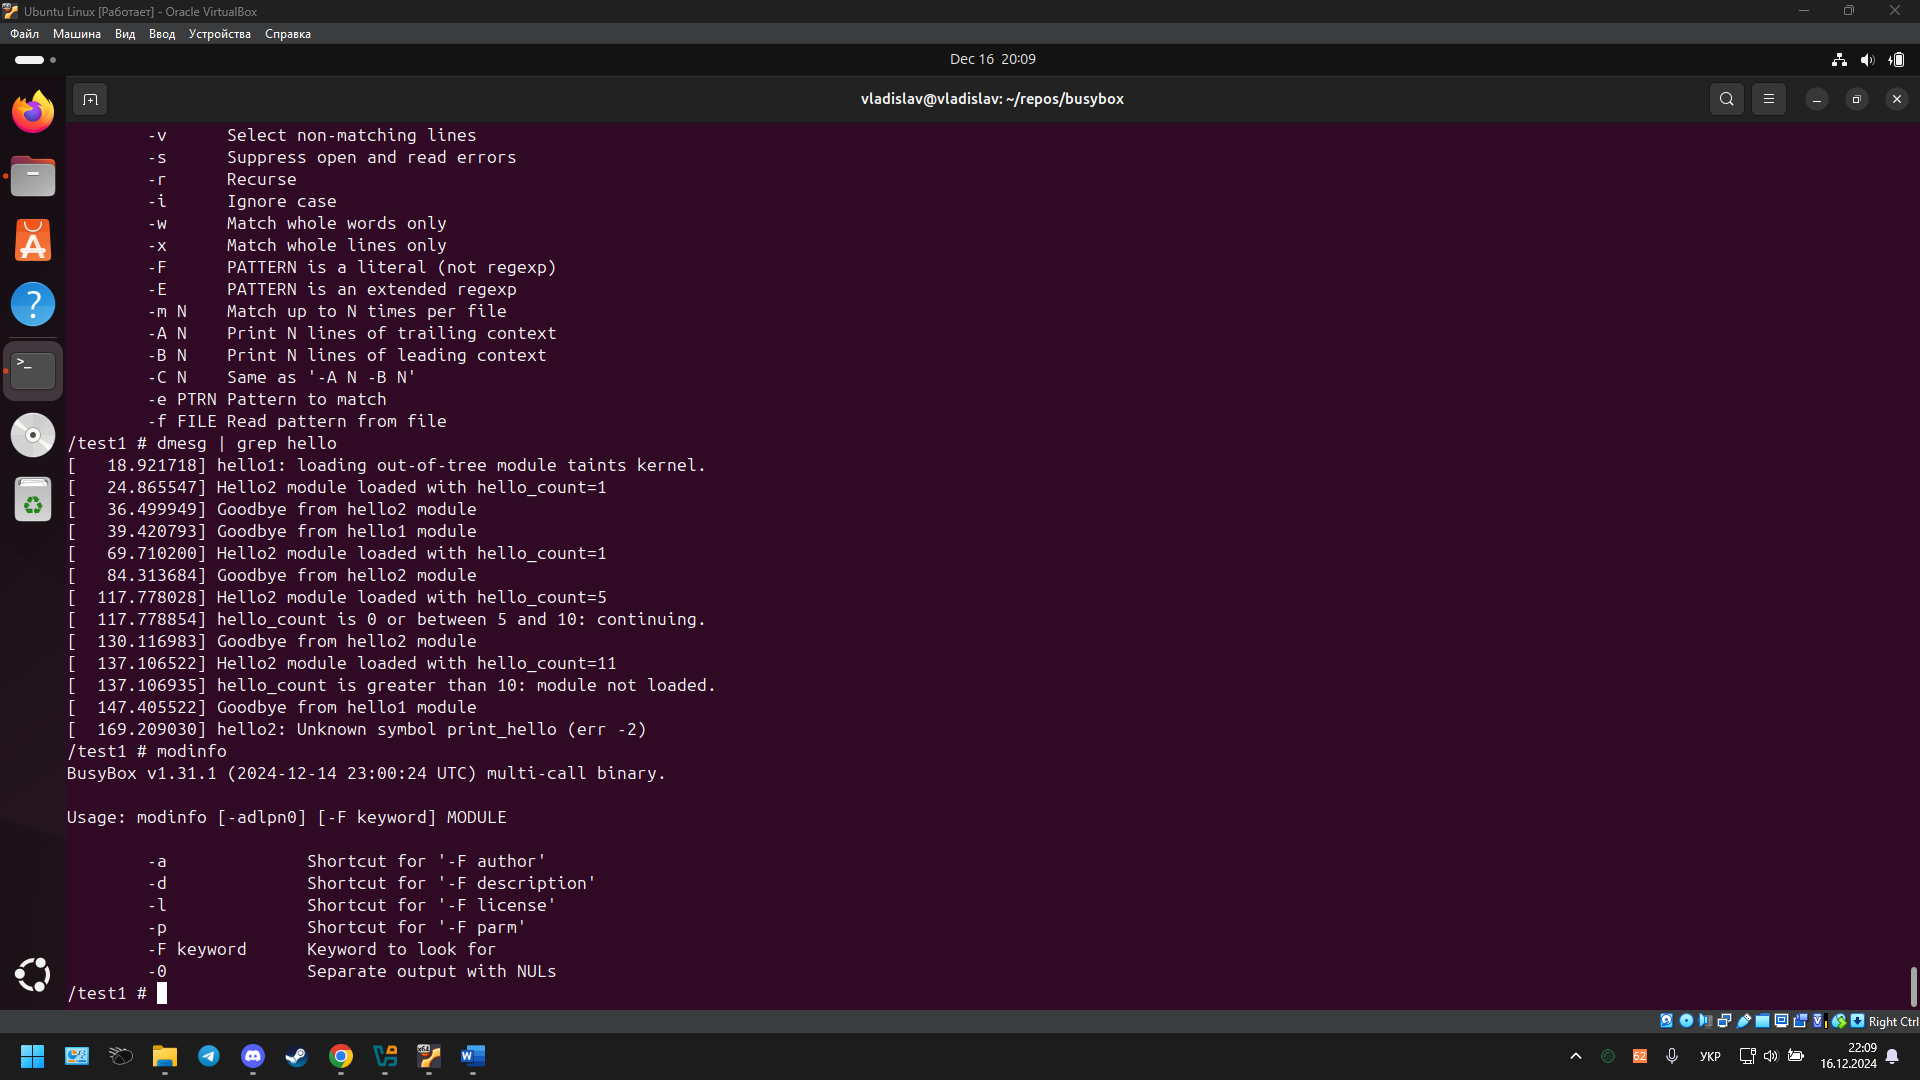 Ubuntu Linux [Работает] - Oracle VirtualBox
Файл Машина Вид Ввод Устройства Справка
Dec 16 20:09
vladislav@vladislav: ~/repos/busybox
-v Select non-matching lines
-s Suppress open and read errors
-r Recurse
-i Ignore case
-w Match whole words only
-x Match whole lines only
-F PATTERN is a literal (not regexp)
-E PATTERN is an extended regexp
-m N Match up to N times per file
-A N Print N lines of trailing context
-B N Print N lines of leading context
-C N Same as '-A N -B N'
-e PTRN Pattern to match
-f FILE Read pattern from file
/test1 # dmesg | grep hello
[   18.921718] hello1: loading out-of-tree module taints kernel.
[   24.865547] Hello2 module loaded with hello_count=1
[   36.499949] Goodbye from hello2 module
[   39.420793] Goodbye from hello1 module
[   69.710200] Hello2 module loaded with hello_count=1
[   84.313684] Goodbye from hello2 module
[  117.778028] Hello2 module loaded with hello_count=5
[  117.778854] hello_count is 0 or between 5 and 10: continuing.
[  130.116983] Goodbye from hello2 module
[  137.106522] Hello2 module loaded with hello_count=11
[  137.106935] hello_count is greater than 10: module not loaded.
[  147.405522] Goodbye from hello1 module
[  169.209030] hello2: Unknown symbol print_hello (err -2)
/test1 # modinfo
BusyBox v1.31.1 (2024-12-14 23:00:24 UTC) multi-call binary.
Usage: modinfo [-adlpn0] [-F keyword] MODULE
-a Shortcut for '-F author'
-d Shortcut for '-F description'
-l Shortcut for '-F license'
-p Shortcut for '-F parm'
-F keyword Keyword to look for
-0 Separate output with NULs
/test1 #
Right Ctrl
62
УКР
22:09
16.12.2024